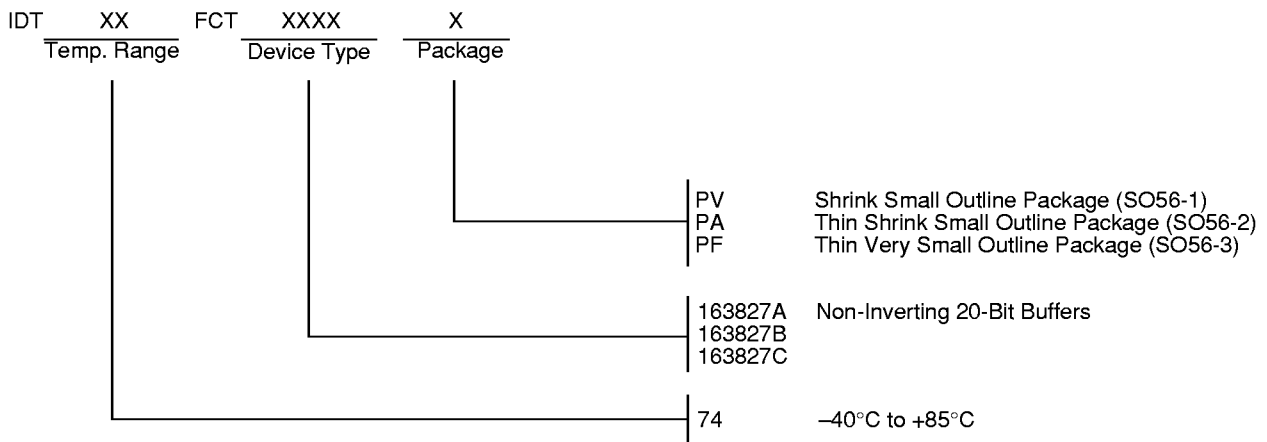 IDT XX FCT XXXX X
Temp. Range Device Type Package
PV Shrink Small Outline Package (SO56-1)
PA Thin Shrink Small Outline Package (SO56-2)
PF Thin Very Small Outline Package (SO56-3)
163827A Non-Inverting 20-Bit Buffers
163827B
163827C
74 –40°C to +85°C